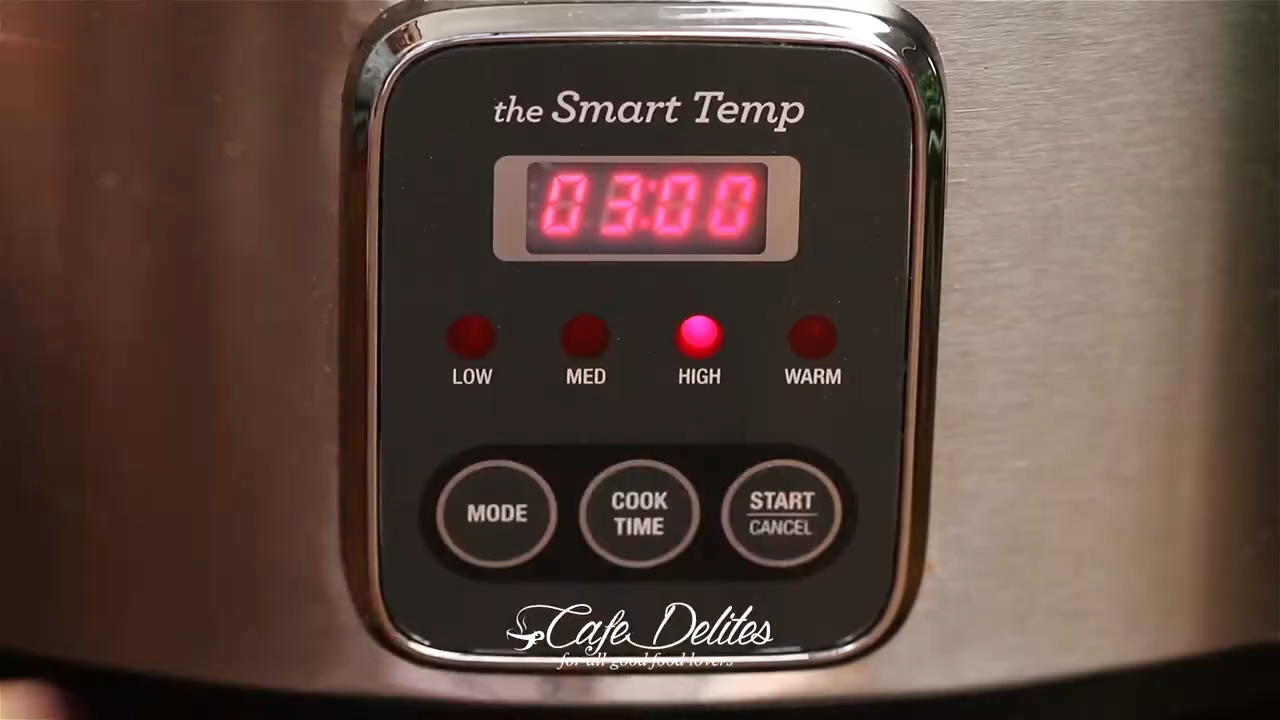 the Smart Temp
03:00
LOW MED HIGH WARM
MODE
COOK
TIME
START
CANCEL
Cafe Delites
for all good food lovers